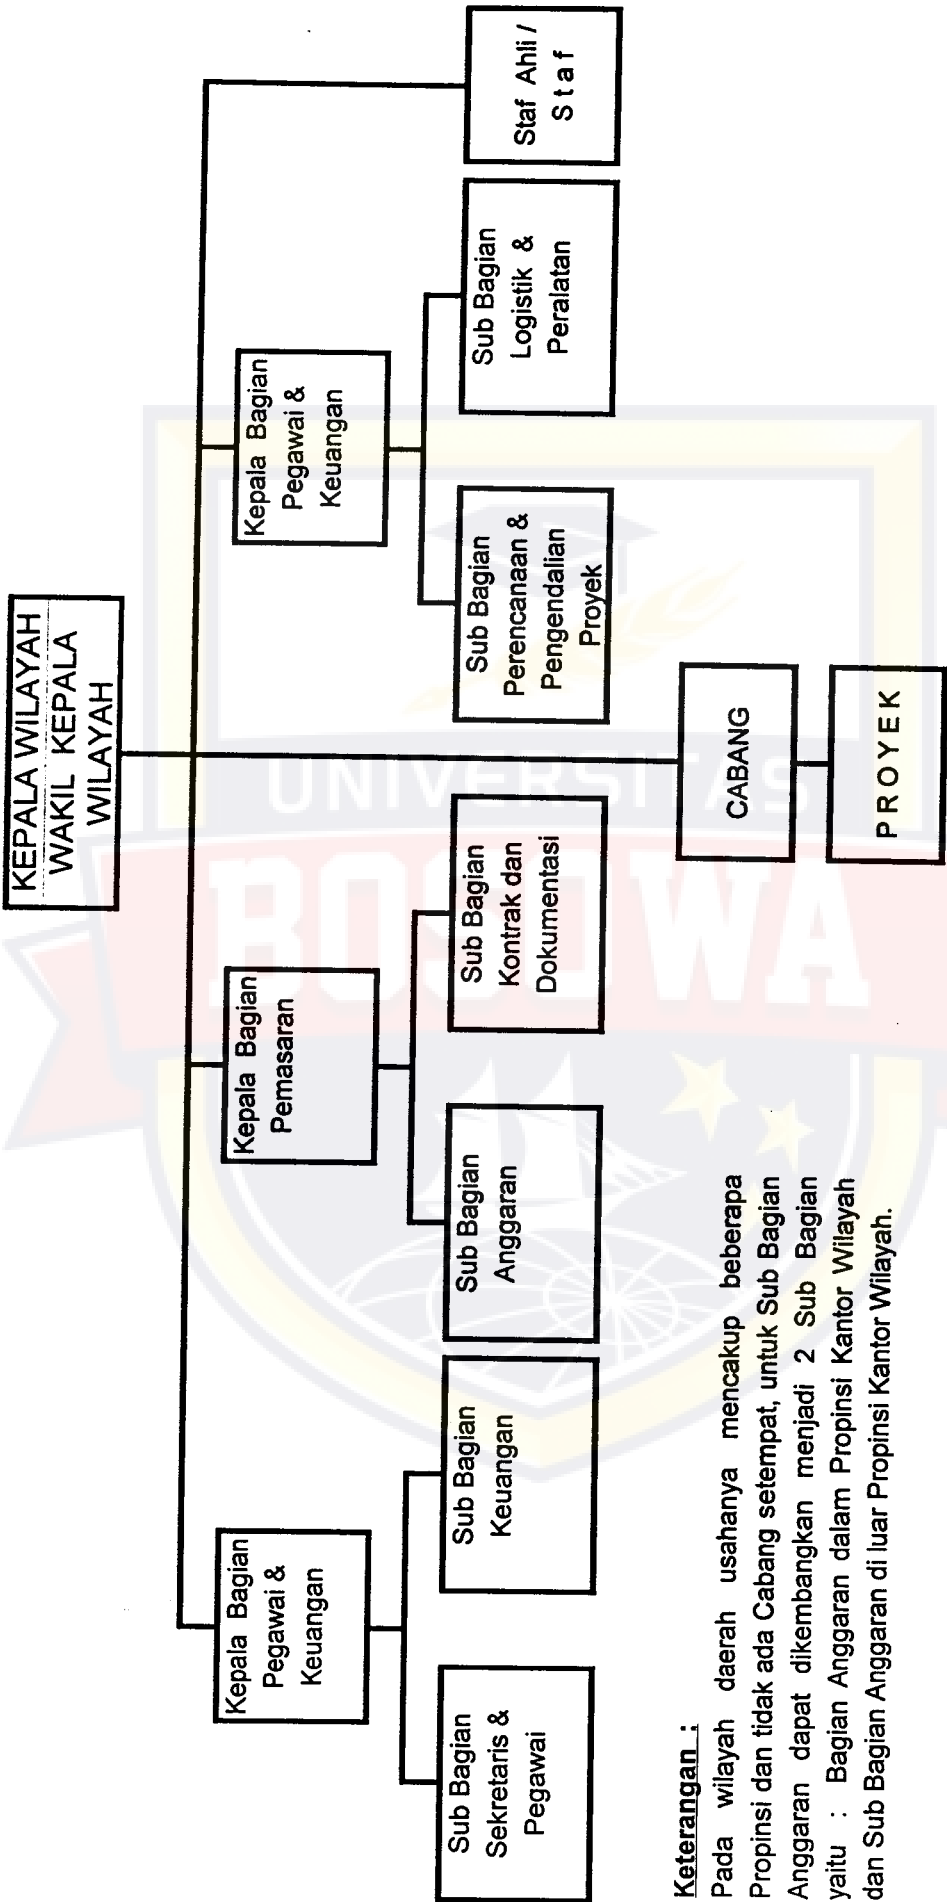 KEPALA WILAYAH
WAKIL KEPALA
WILAYAH
Kepala Bagian
Pegawai &
Keuangan
Kepala Bagian
Pemasaran
Kepala Bagian
Pegawai &
Keuangan
Sub Bagian
Sekretaris &
Pegawai
Sub Bagian
Keuangan
Sub Bagian
Anggaran
Sub Bagian
Kontrak dan
Dokumentasi
Sub Bagian
Perencanaan &
Pengendalian
Proyek
Sub Bagian
Logistik &
Peralatan
Staf Ahli /
S t a f
CABANG
P R O Y E K
Keterangan :
Pada wilayah daerah usahanya mencakup beberapa
Propinsi dan tidak ada Cabang setempat, untuk Sub Bagian
Anggaran dapat dikembangkan menjadi 2 Sub Bagian
yaitu : Bagian Anggaran dalam Propinsi Kantor Wilayah
dan Sub Bagian Anggaran di luar Propinsi Kantor Wilayah.
UNIVERSITAS
BOSOWA